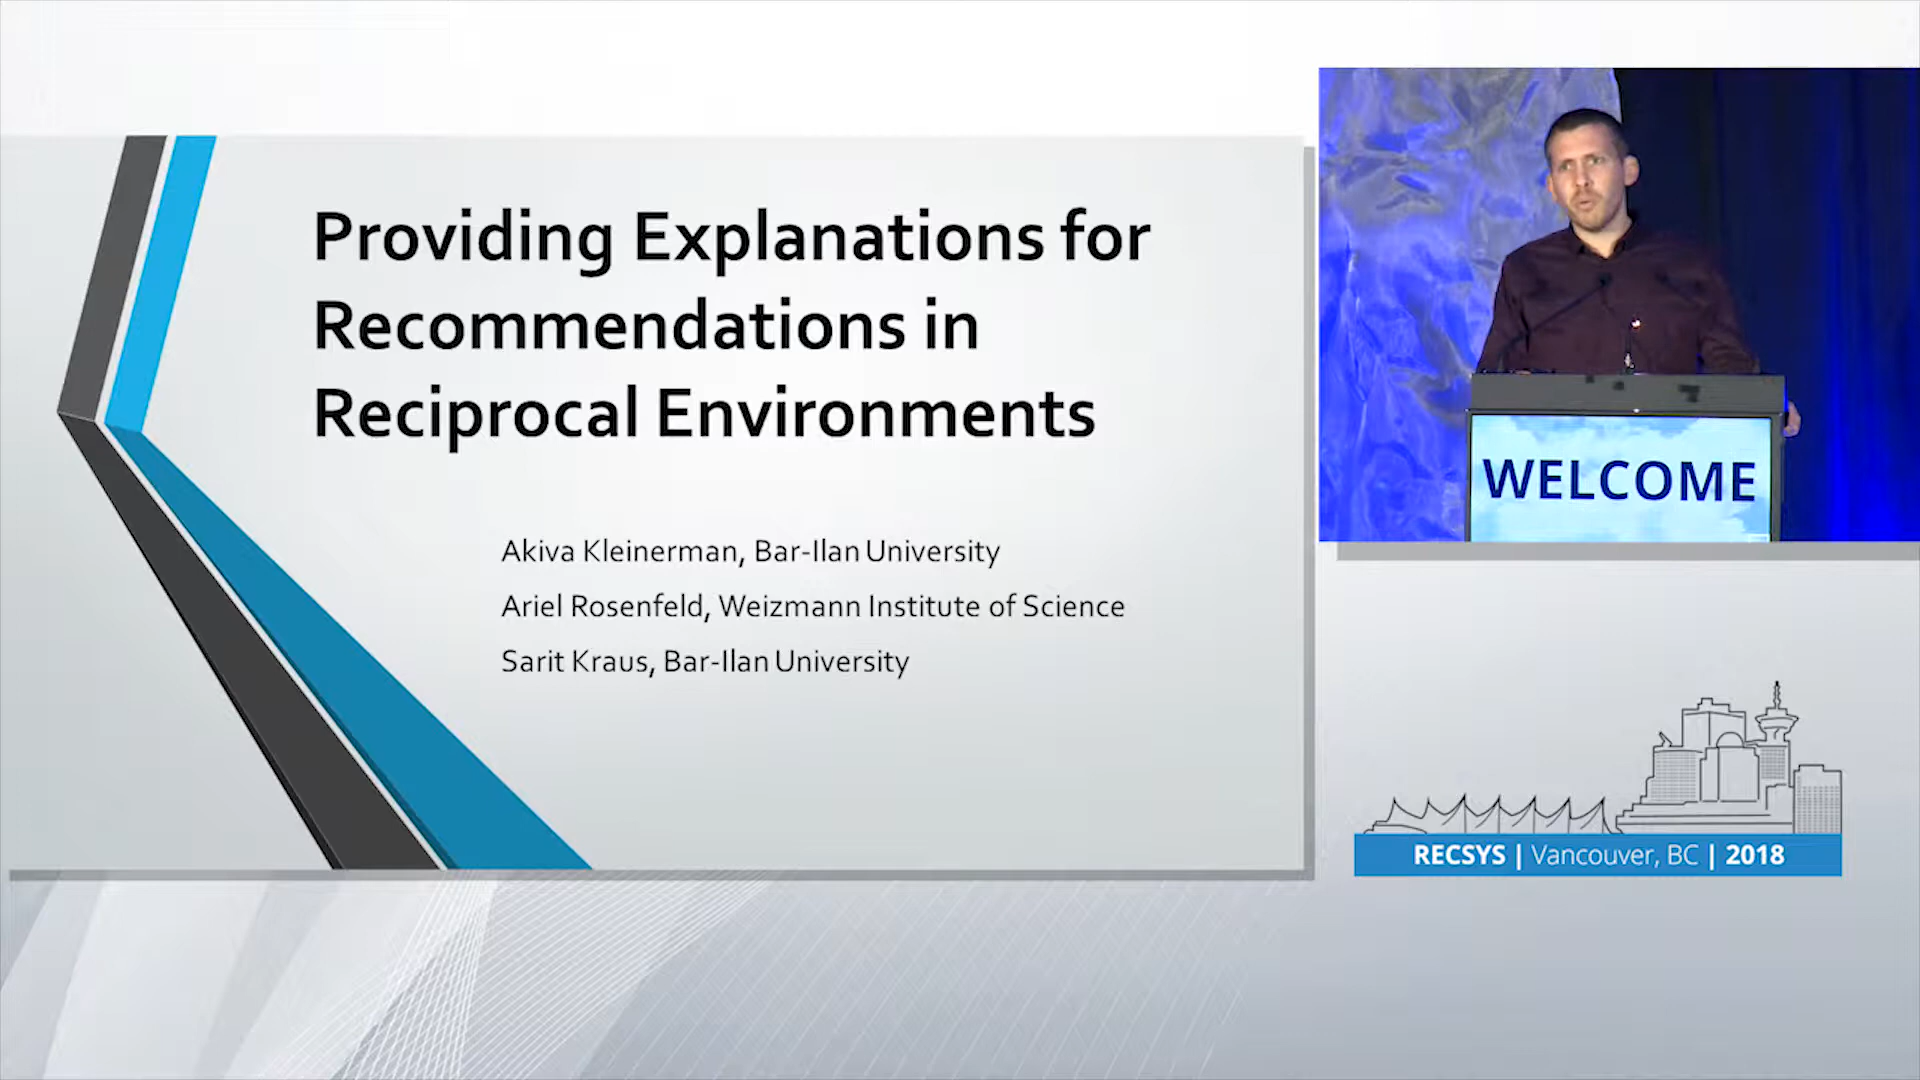 Providing Explanations for
Recommendations in
Reciprocal Environments
Akiva Kleinerman, Bar-Ilan University
Ariel Rosenfeld, Weizmann Institute of Science
Sarit Kraus, Bar-Ilan University
WELCOME
RECSYS | Vancouver, BC | 2018